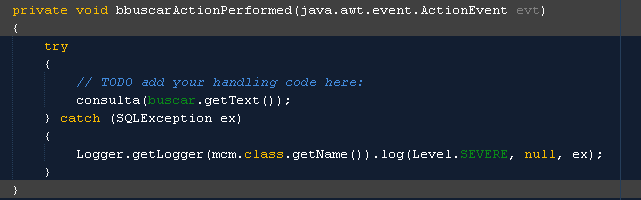 private void bbuscarActionPerformed(java.awt.event.ActionEvent evt)
{
try
{
// TODO add your handling code here:
consulta(buscar.getText());
} catch (SQLException ex)
{
Logger.getLogger(mcm.class.getName()).log(Level.SEVERE, null, ex);
}
}